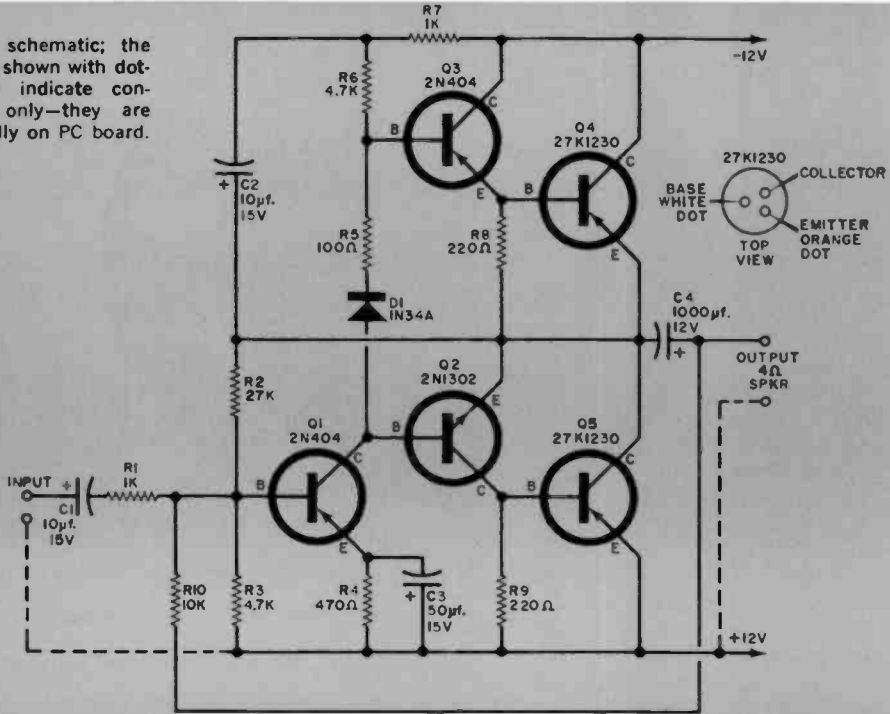 schematic; the
shown with dot-
indicate con-
only—they are
lly on PC board.
R7
1K
-12V
R6
4.7K
Q3
2N404
C
B
E
Q4
27K1230
C
B
E
27K1230
COLLECTOR
BASE
WHITE
DOT
EMITTER
ORANGE
DOT
TOP
VIEW
+
C2
10µf.
15V
R5
100Ω
R8
220Ω
D1
1N34A
C4
1000µf.
12V
+
OUTPUT
4Ω
SPKR
R2
27K
Q2
2N1302
E
B
C
Q1
2N404
C
B
E
Q5
27K1230
C
B
E
INPUT
+
C1
10µf.
15V
R1
1K
R10
10K
R3
4.7K
R4
470Ω
+
C3
50µf.
15V
R9
220Ω
+12V